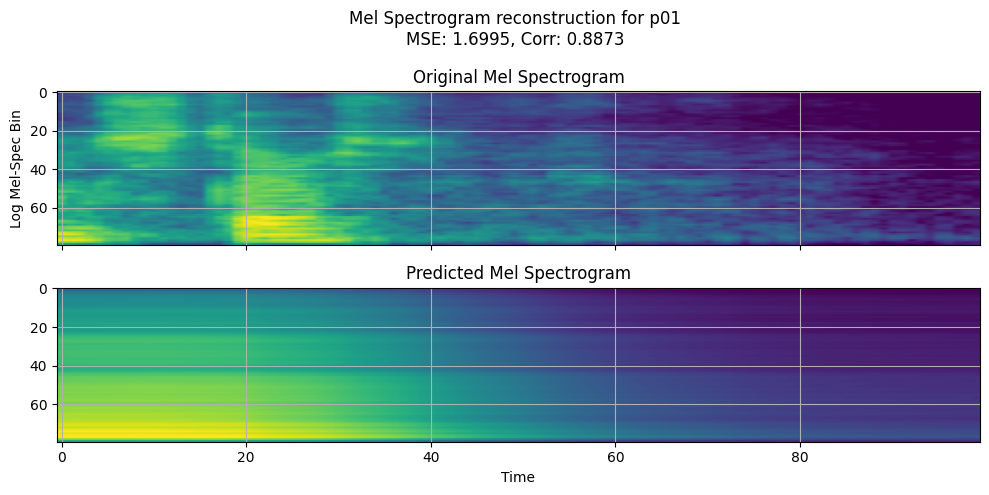 Mel Spectrogram reconstruction for p01
MSE: 1.6995, Corr: 0.8873
Original Mel Spectrogram
0
20
40
60
Log Mel-Spec Bin
Predicted Mel Spectrogram
0
20
40
60
0 20 40 60 80
Time